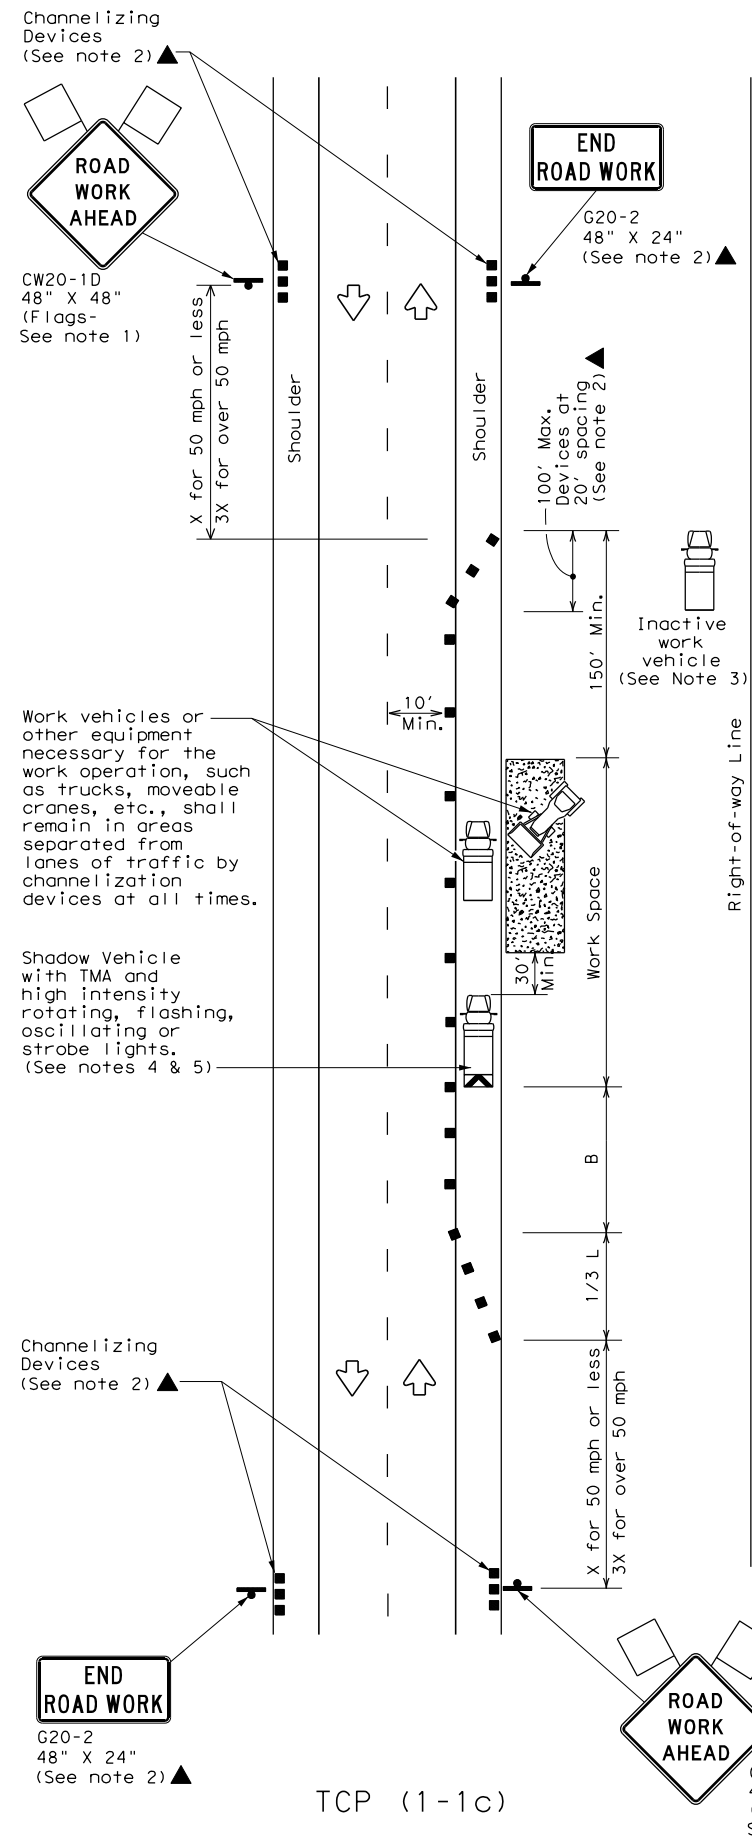 Channelizing
Devices
(See note 2)
ROAD
WORK
AHEAD
CW20-1D
48" X 48"
(Flags-
See note 1)
END
ROAD WORK
G20-2
48" X 24"
(See note 2)
X for 50 mph or less
3X for over 50 mph
Shoulder
Shoulder
100' Max.
Devices at
20' spacing
(See note 2)
150' Min.
Inactive
work
vehicle
(See Note 3)
10'
Min.
Right-of-way Line
Work vehicles or
other equipment
necessary for the
work operation, such
as trucks, moveable
cranes, etc., shall
remain in areas
separated from
lanes of traffic by
channelization
devices at all times.
Work Space
30'
Min.
Shadow Vehicle
with TMA and
high intensity
rotating, flashing,
oscillating or
strobe lights.
(See notes 4 & 5)
B
1/3 L
Channelizing
Devices
(See note 2)
X for 50 mph or less
3X for over 50 mph
END
ROAD WORK
G20-2
48" X 24"
(See note 2)
ROAD
WORK
AHEAD
TCP (1-1c)